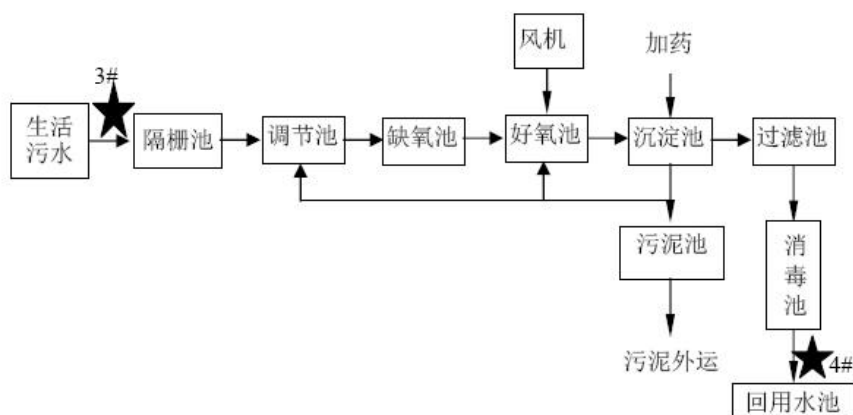 风机
加药
3#
生活
污水
隔栅池
调节池
缺氧池
好氧池
沉淀池
过滤池
污泥池
消
毒
池
污泥外运
4#
回用水池